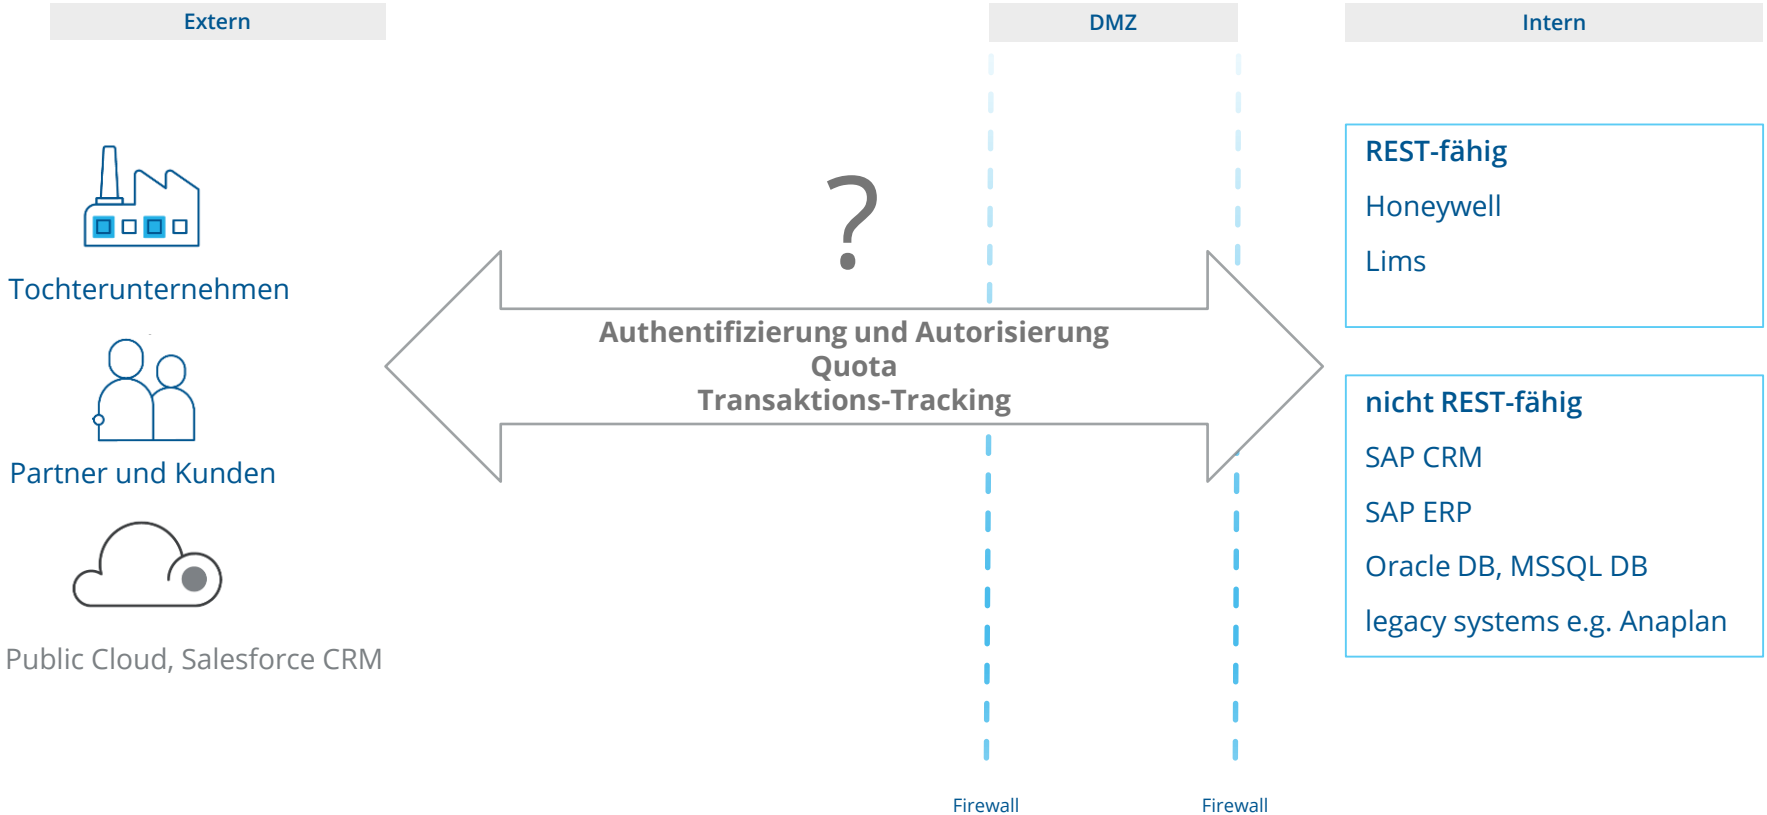 Extern
DMZ
Intern
Tochterunternehmen
Partner und Kunden
Public Cloud, Salesforce CRM
?
Authentifizierung und Autorisierung
Quota
Transaktions-Tracking
REST-fähig
Honeywell
Lims
nicht REST-fähig
SAP CRM
SAP ERP
Oracle DB, MSSQL DB
legacy systems e.g. Anaplan
Firewall
Firewall